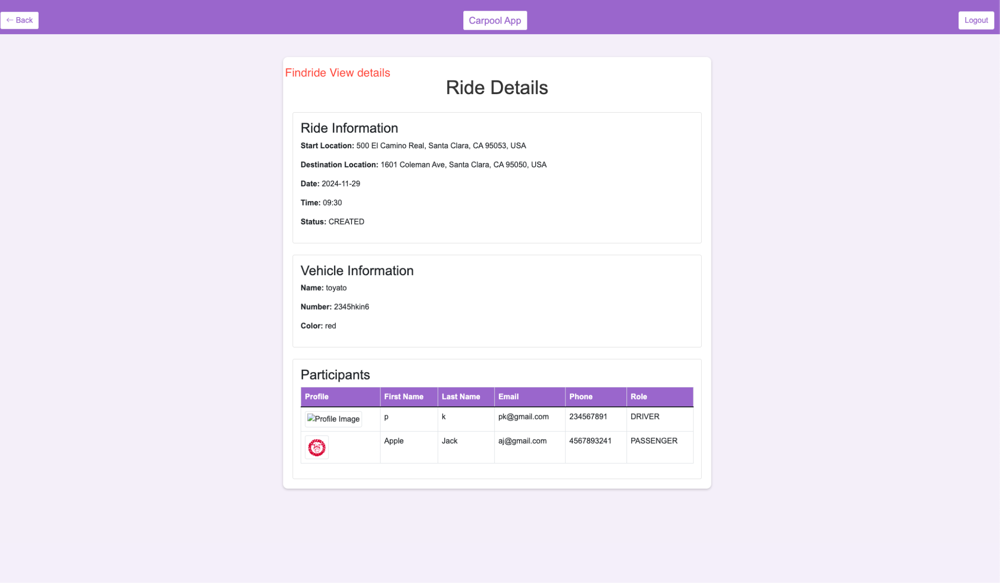 ← Back
Carpool App
Logout
Findride View details
Ride Details
Ride Information
Start Location: 500 El Camino Real, Santa Clara, CA 95053, USA
Destination Location: 1601 Coleman Ave, Santa Clara, CA 95050, USA
Date: 2024-11-29
Time: 09:30
Status: CREATED
Vehicle Information
Name: toyato
Number: 2345hkin6
Color: red
Participants
Profile First Name Last Name Email Phone Role
Profile Image p k pk@gmail.com 234567891 DRIVER
Apple Jack aj@gmail.com 4567893241 PASSENGER